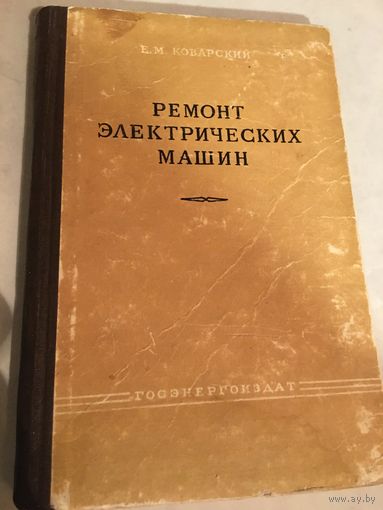 Е. М. КОВАРСКИЙ
РЕМОНТ
ЭЛЕКТРИЧЕСКИХ
МАШИН
ГОСЭНЕРГОИЗДАТ
www.ay.by